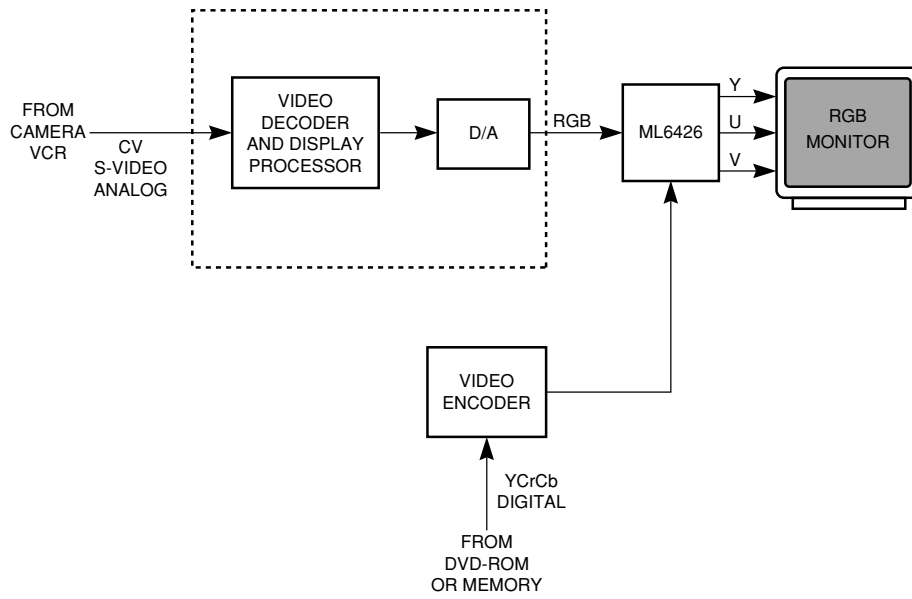 FROM
CAMERA
VCR
CV
S-VIDEO
ANALOG
VIDEO
DECODER
AND DISPLAY
PROCESSOR
D/A
RGB
ML6426
Y
U
V
RGB
MONITOR
VIDEO
ENCODER
YCrCb
DIGITAL
FROM
DVD-ROM
OR MEMORY